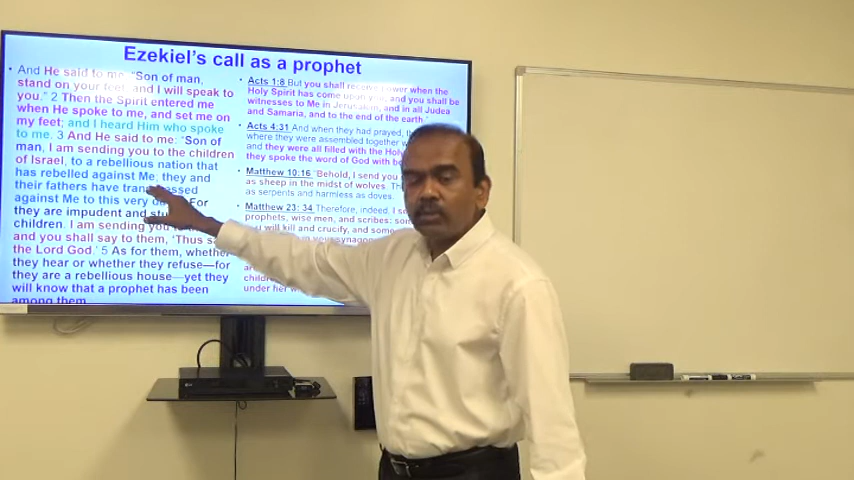 Ezekiel's call as a prophet
• And He said to me, "Son of man,
stand on your feet, and I will speak to
you." 2 Then the Spirit entered me
when He spoke to me, and set me on
my feet; and I heard Him who spoke
to me. 3 And He said to me: "Son of
man, I am sending you to the children
of Israel, to a rebellious nation that
has rebelled against Me; they and
their fathers have transgressed
against Me to this very For
they are impudent and
children. I am sending you
and you shall say to them, 'Thus
the Lord God.' 5 As for them, whether
they hear or whether they refuse—for
they are a rebellious house—yet they
will know that a prophet has been
among them.
• Acts 1:8 But you shall receive power when the
Holy Spirit has come upon you; and you shall be
witnesses to Me in Jerusalem, and in all Judea
and Samaria, and to the end of the earth."
• Acts 4:31 And when they had prayed,
where they were assembled together
and they were all filled with the Holy
they spoke the word of God with
• Matthew 10:16 "Behold, I send you
as sheep in the midst of wolves.
as serpents and harmless as doves.
• Matthew 23: 34 Therefore, indeed, I
prophets, wise men, and scribes:
you will kill and crucify, and some
in your
under her